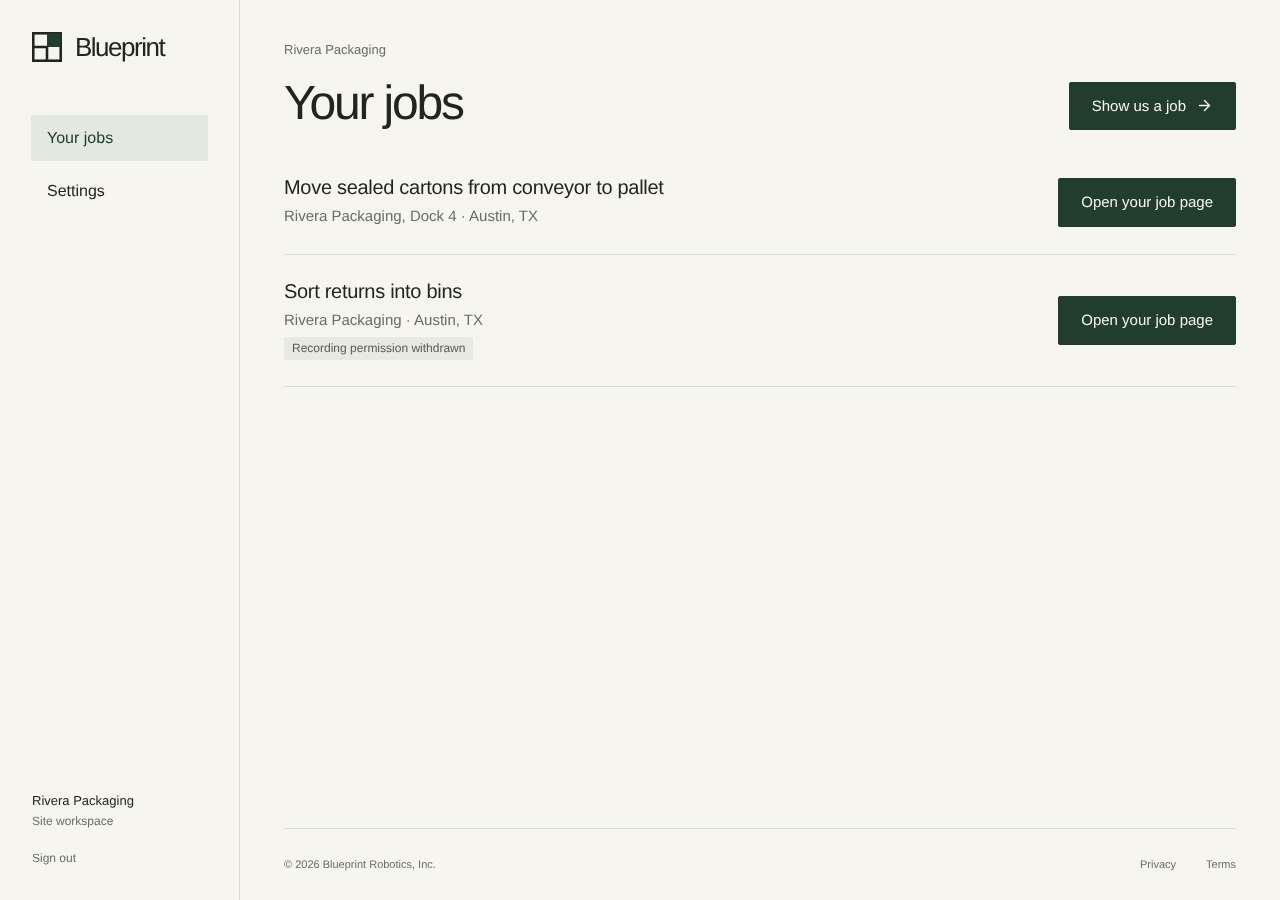 Blueprint
Your jobs
Settings
Rivera Packaging
Your jobs
Show us a job
Move sealed cartons from conveyor to pallet
Rivera Packaging, Dock 4 · Austin, TX
Open your job page
Sort returns into bins
Rivera Packaging · Austin, TX
Recording permission withdrawn
Open your job page
Rivera Packaging
Site workspace
Sign out
© 2026 Blueprint Robotics, Inc.
Privacy
Terms